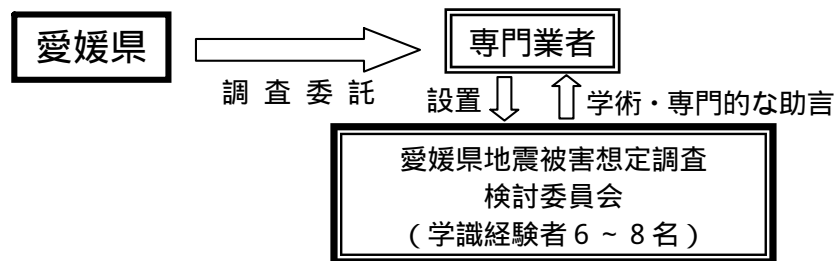 愛媛県
専門業者
調査委託
設置
学術・専門的な助言
愛媛県地震被害想定調査
検討委員会
（学識経験者６～８名）